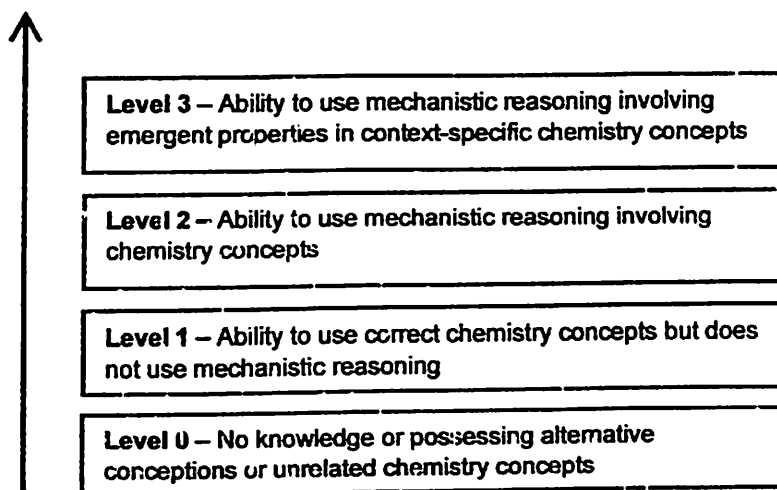 Level 3 – Ability to use mechanistic reasoning involving
emergent properties in context-specific chemistry concepts
Level 2 – Ability to use mechanistic reasoning involving
chemistry concepts
Level 1 – Ability to use correct chemistry concepts but does
not use mechanistic reasoning
Level 0 – No knowledge or possessing alternative
conceptions or unrelated chemistry concepts